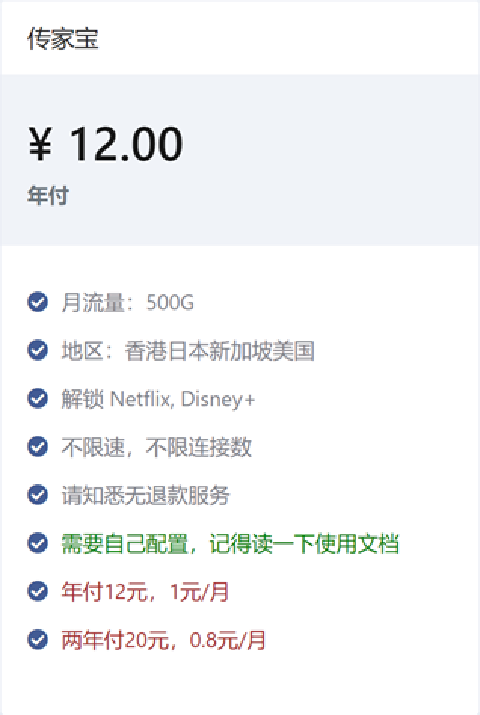 传家宝
¥ 12.00
年付
月流量：500G
地区：香港日本新加坡美国
解锁 Netflix, Disney+
不限速，不限连接数
请知悉无退款服务
需要自己配置，记得读一下使用文档
年付12元，1元/月
两年付20元，0.8元/月